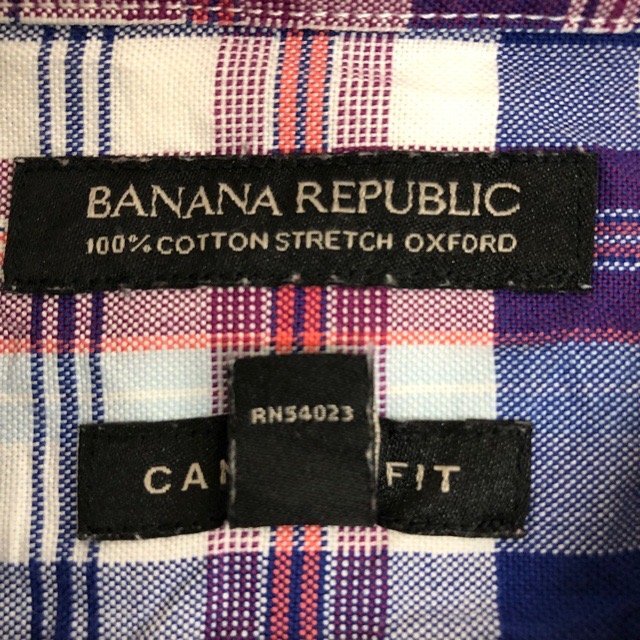 BANANA REPUBLIC
100% COTTON STRETCH OXFORD
RN54023
FIT